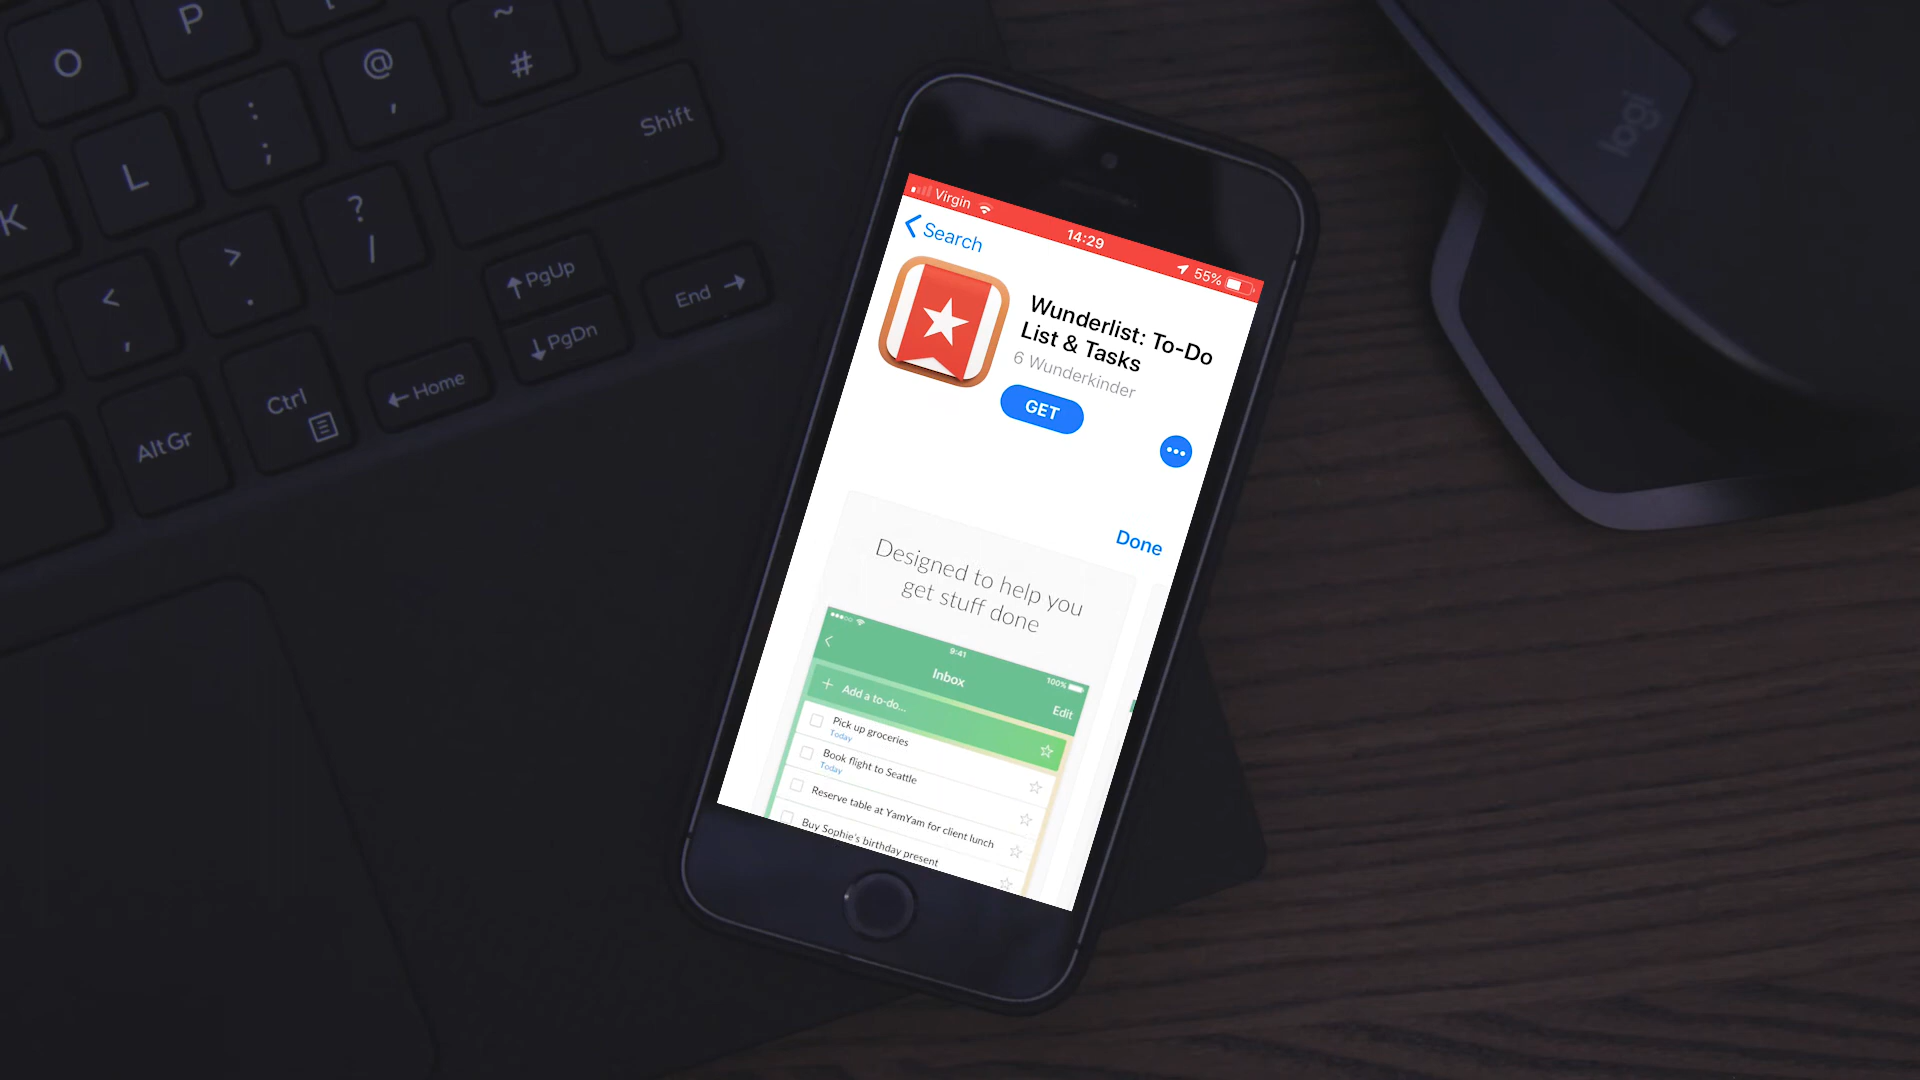 O
P
@
,
~
#
K
L
:
;
Shift
?
/
<
,
>
.
PgUp
PgDn
End
M
AltGr
Ctrl
Home
logi
Virgin
14:29
55%
Search
Wunderlist: To-Do
List & Tasks
6 Wunderkinder
GET
Done
Designed to help you
get stuff done
9:41
100%
Inbox
Edit
Add a to-do...
Pick up groceries
Today
Book flight to Seattle
Today
Reserve table at YamYam for client lunch
Buy Sophie's birthday present